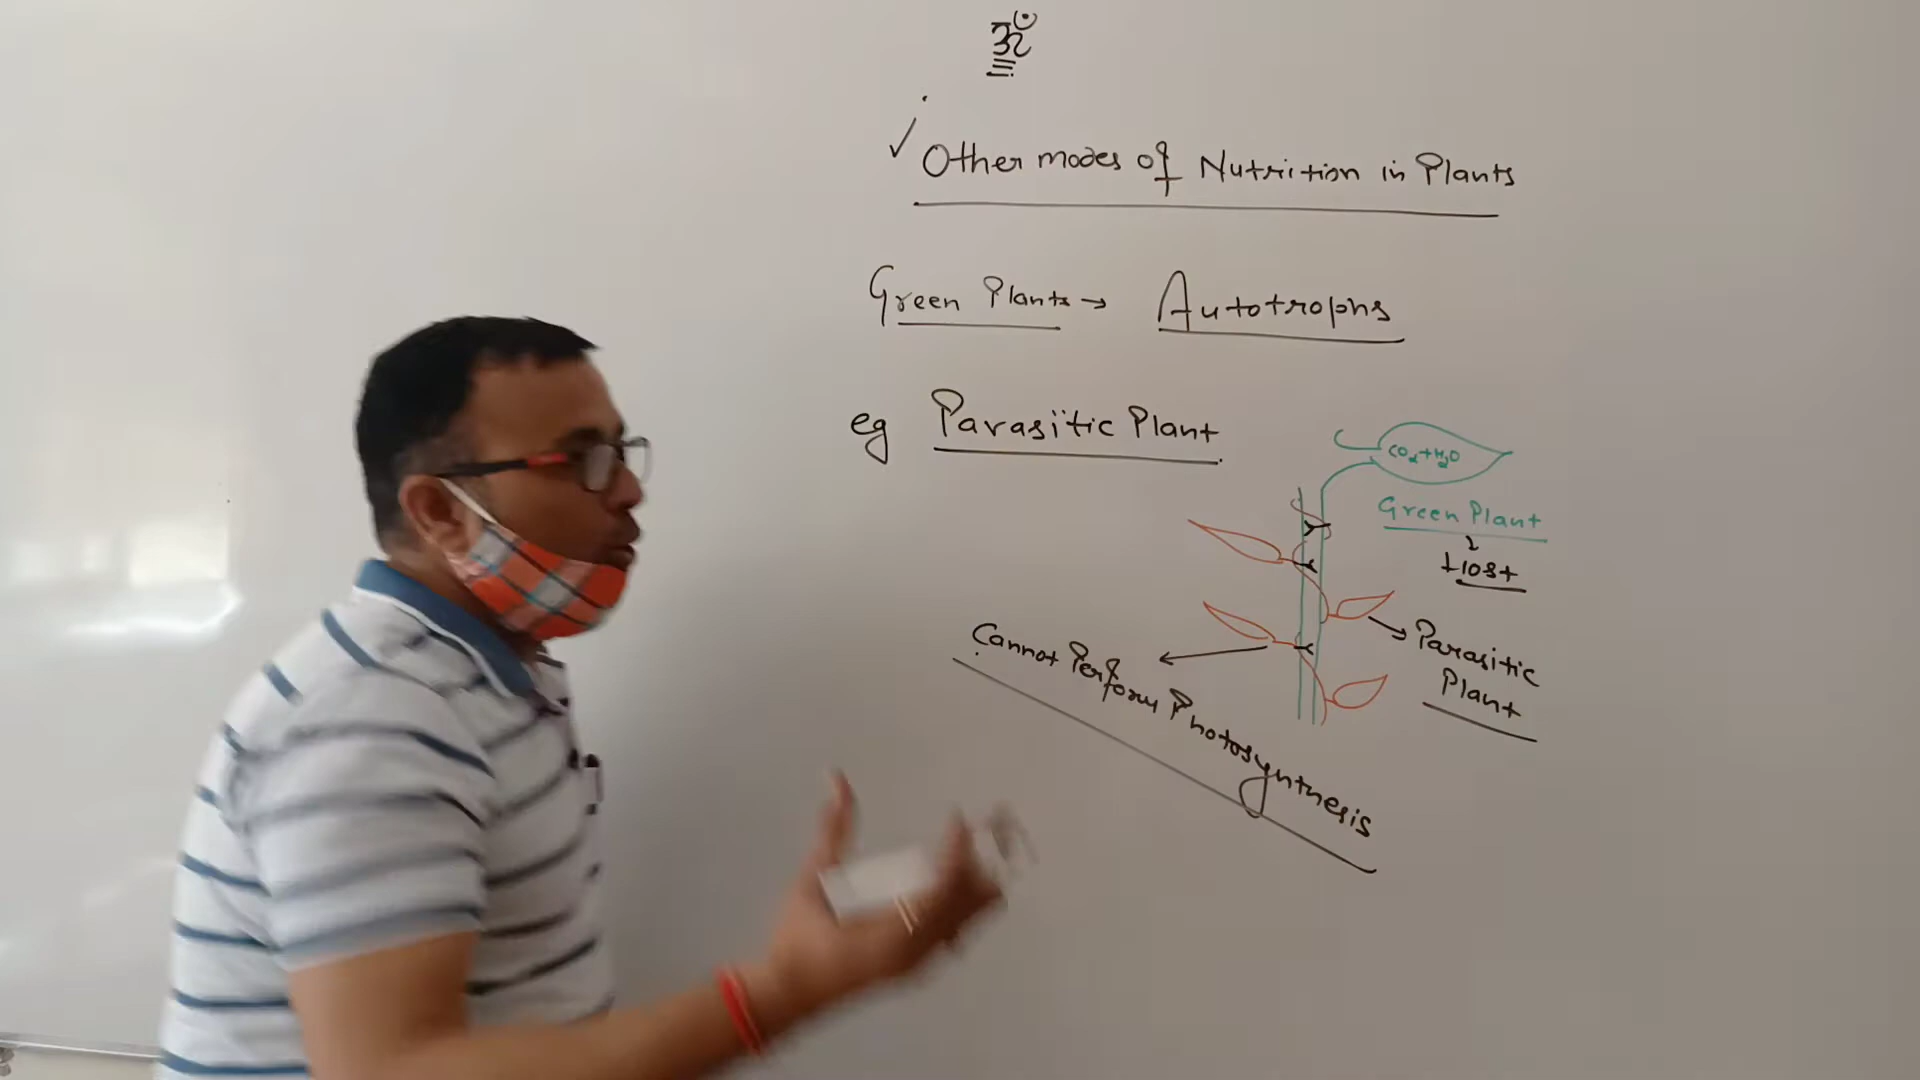 ॐ
Other modes of Nutrition in Plants
Green Plants → Autotrophs
eg Parasitic Plant
CO2+H2O
Green Plant
Host
Parasitic
Plant
Cannot Perform Photosynthesis